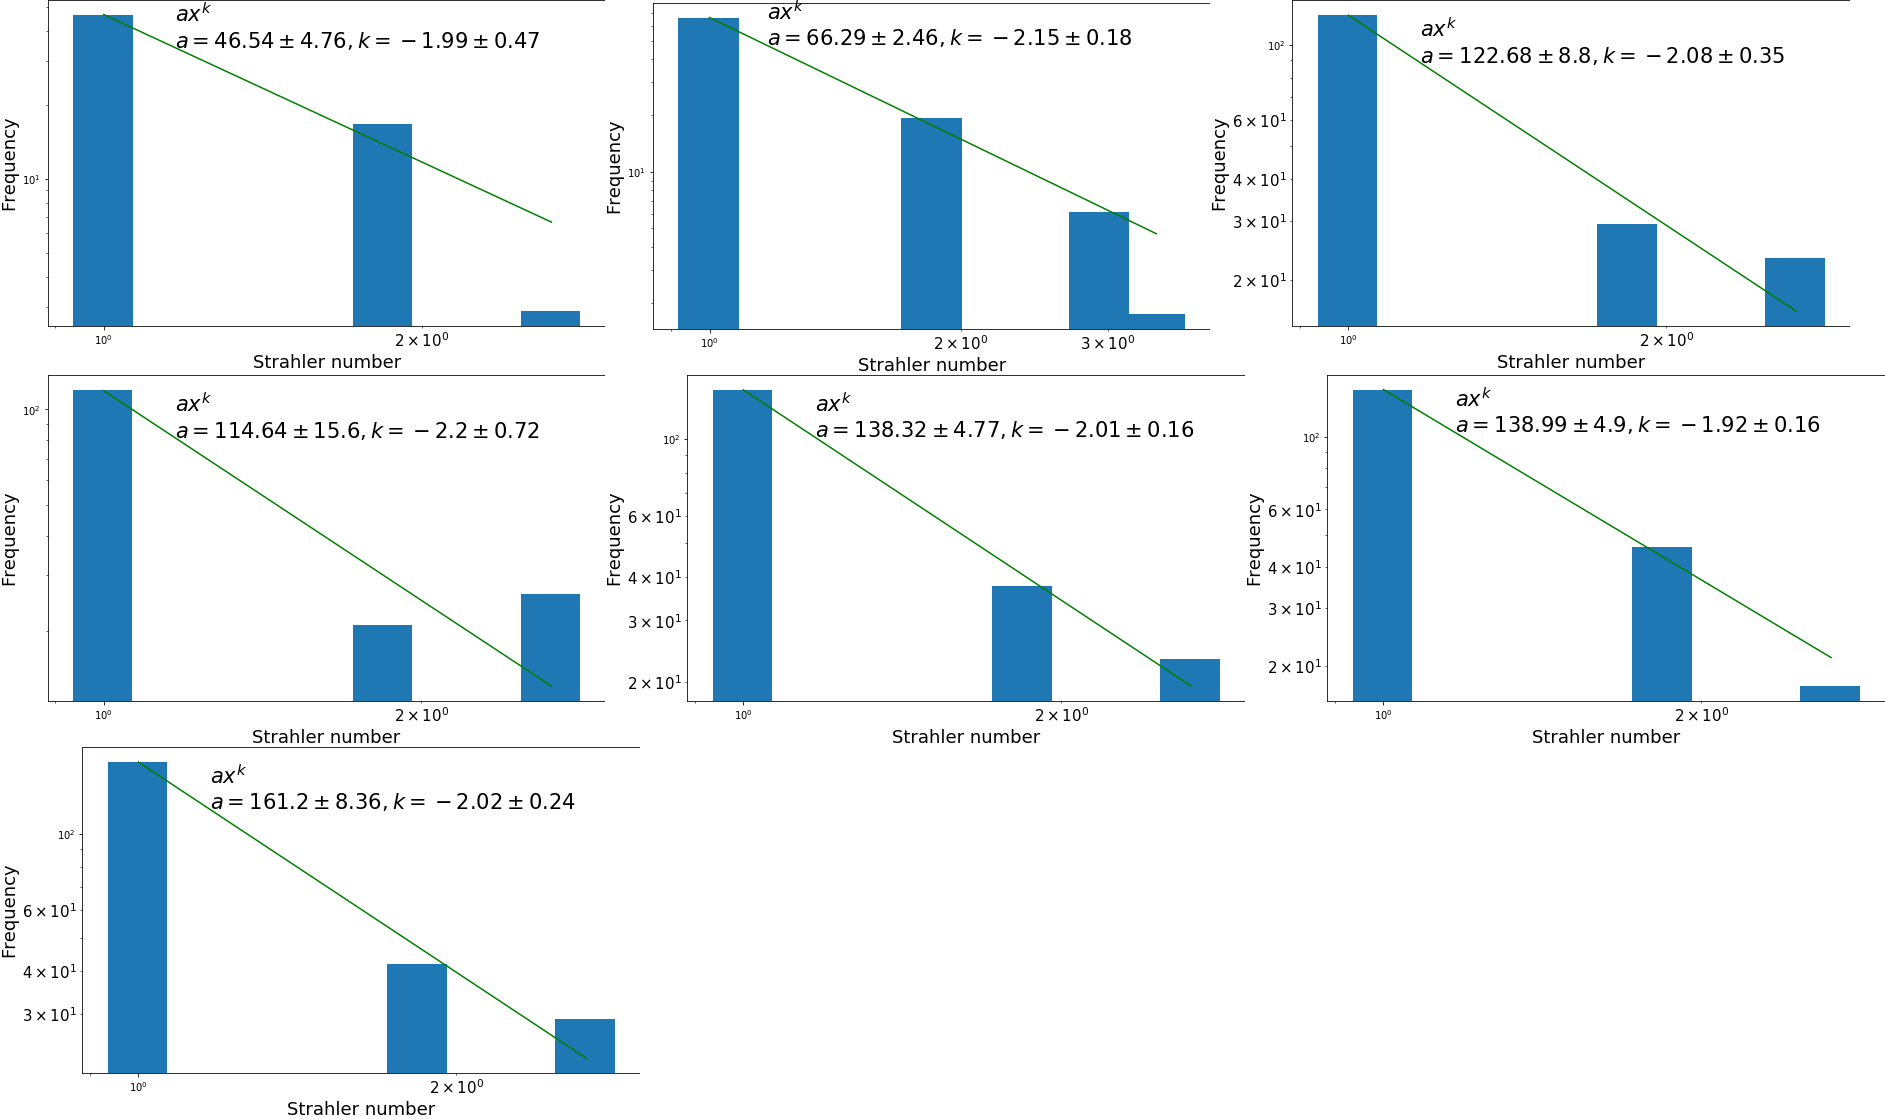 ax^k
a = 46.54 ± 4.76, k = −1.99 ± 0.47
Frequency
10^1
10^0
2 × 10^0
Strahler number
ax^k
a = 66.29 ± 2.46, k = −2.15 ± 0.18
Frequency
10^1
10^0
2 × 10^0
3 × 10^0
Strahler number
ax^k
a = 122.68 ± 8.8, k = −2.08 ± 0.35
Frequency
10^2
6 × 10^1
4 × 10^1
3 × 10^1
2 × 10^1
10^0
2 × 10^0
Strahler number
ax^k
a = 114.64 ± 15.6, k = −2.2 ± 0.72
Frequency
10^2
10^0
2 × 10^0
Strahler number
ax^k
a = 138.32 ± 4.77, k = −2.01 ± 0.16
Frequency
10^2
6 × 10^1
4 × 10^1
3 × 10^1
2 × 10^1
10^0
2 × 10^0
Strahler number
ax^k
a = 138.99 ± 4.9, k = −1.92 ± 0.16
Frequency
10^2
6 × 10^1
4 × 10^1
3 × 10^1
2 × 10^1
10^0
2 × 10^0
Strahler number
ax^k
a = 161.2 ± 8.36, k = −2.02 ± 0.24
Frequency
10^2
6 × 10^1
4 × 10^1
3 × 10^1
10^0
2 × 10^0
Strahler number